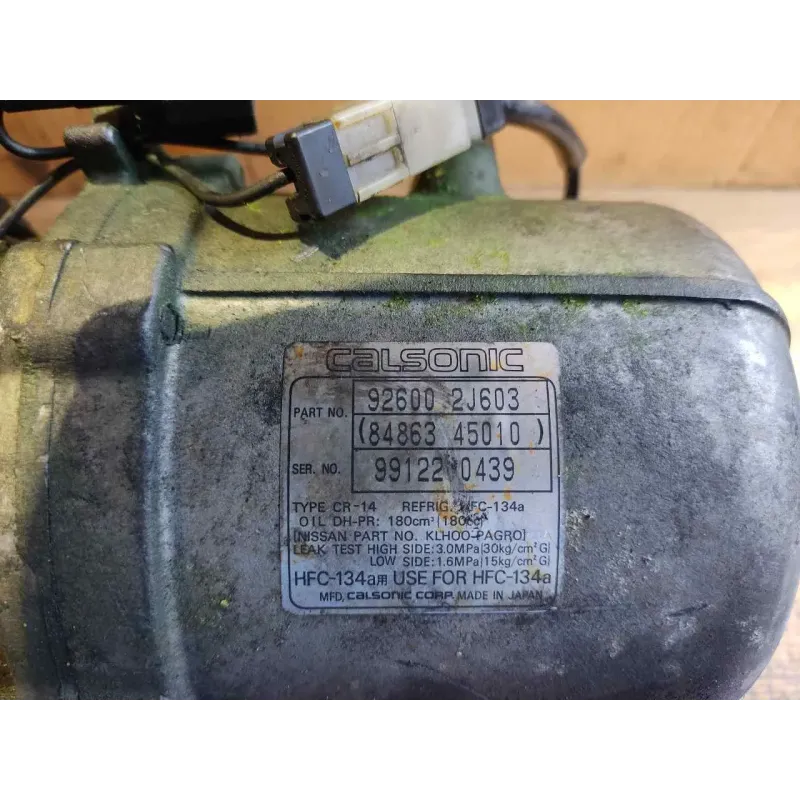 CALSONIC
PART NO. 92600 2J603
(84863 45010 )
SER. NO. 99122 0439
TYPE CR-14 REFRIG. HFC-134a
OIL DH-PR: 180cm³ (180cc)
[NISSAN PART NO. KLH00-PAGR0]
LEAK TEST HIGH SIDE: 3.0MPa [30kg/cm²G]
LOW SIDE: 1.6MPa [15kg/cm²G]
HFC-134a用 USE FOR HFC-134a
MFD. CALSONIC CORP. MADE IN JAPAN